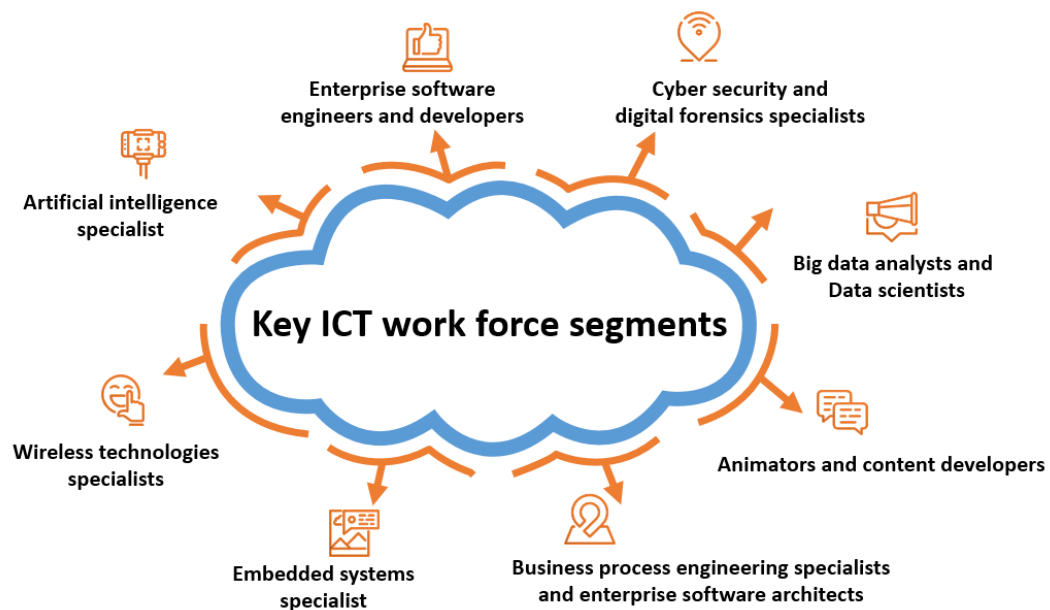 Enterprise software
engineers and developers
Cyber security and
digital forensics specialists
Artificial intelligence
specialist
Big data analysts and
Data scientists
Key ICT work force segments
Wireless technologies
specialists
Animators and content developers
Embedded systems
specialist
Business process engineering specialists
and enterprise software architects